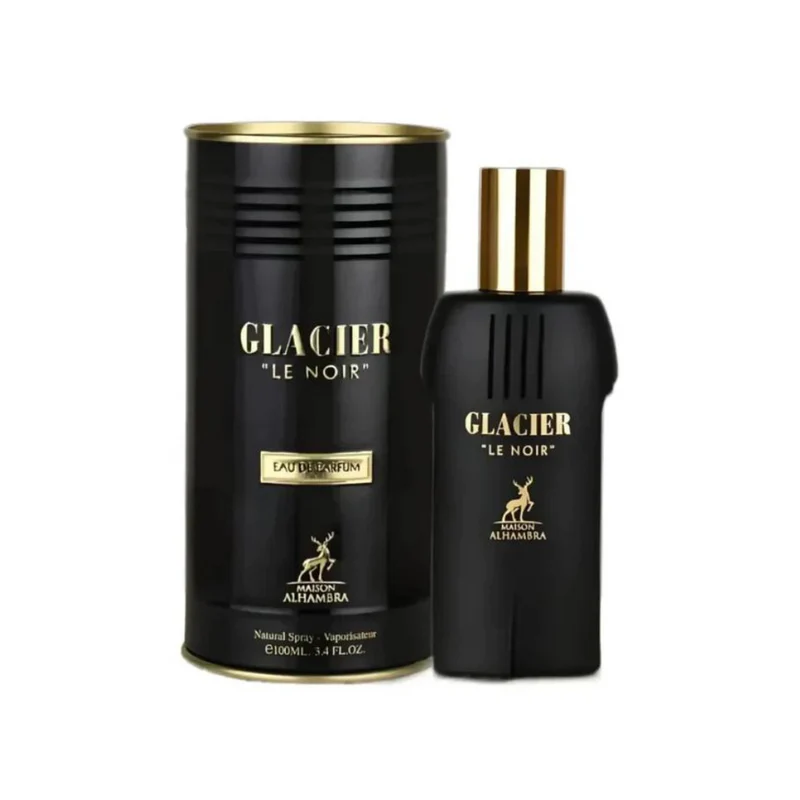 GLACIER
"LE NOIR"
EAU DE PARFUM
MAISON
ALHAMBRA
Natural Spray - Vaporisateur
℮100ML. 3.4 FL.OZ.
GLACIER
"LE NOIR"
MAISON
ALHAMBRA